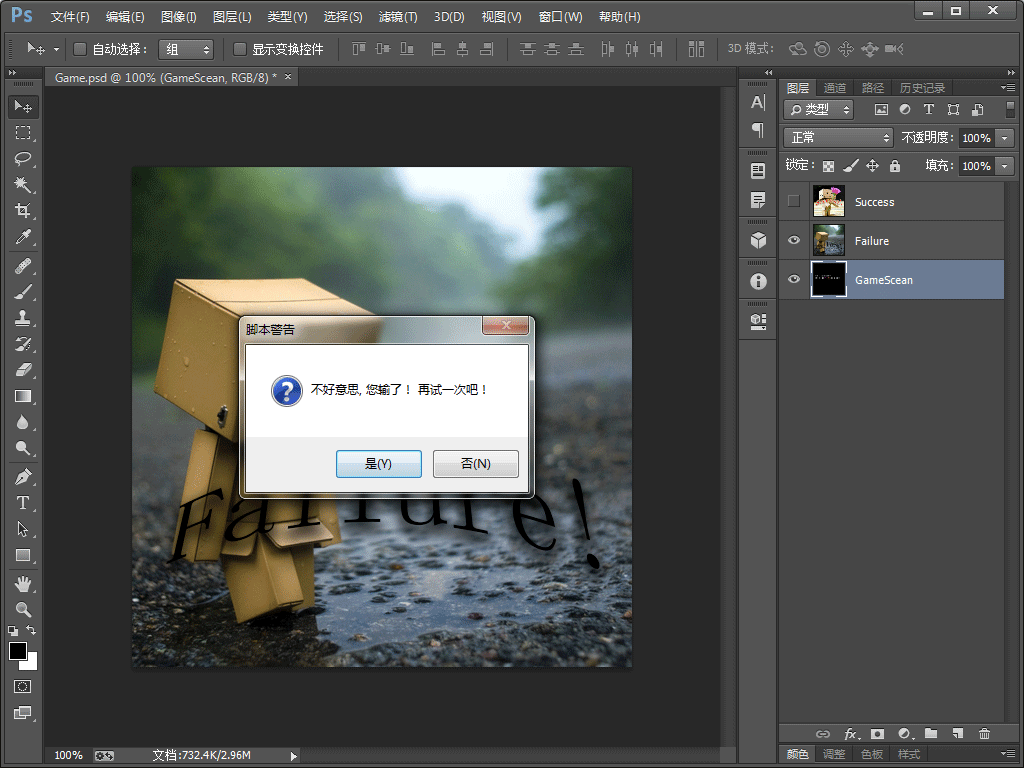 Ps 文件(F) 编辑(E) 图像(I) 图层(L) 类型(Y) 选择(S) 滤镜(T) 3D(D) 视图(V) 窗口(W) 帮助(H)
自动选择： 组 显示变换控件 3D 模式：
Game.psd @ 100% (GameScean, RGB/8) * ×
图层 通道 路径 历史记录
类型
正常 不透明度: 100%
锁定: 填充: 100%
Success
Failure
GameScean
脚本警告
不好意思, 您输了！ 再试一次吧！
是(Y) 否(N)
Failure!
100% 文档:732.4K/2.96M
颜色 调整 色板 样式